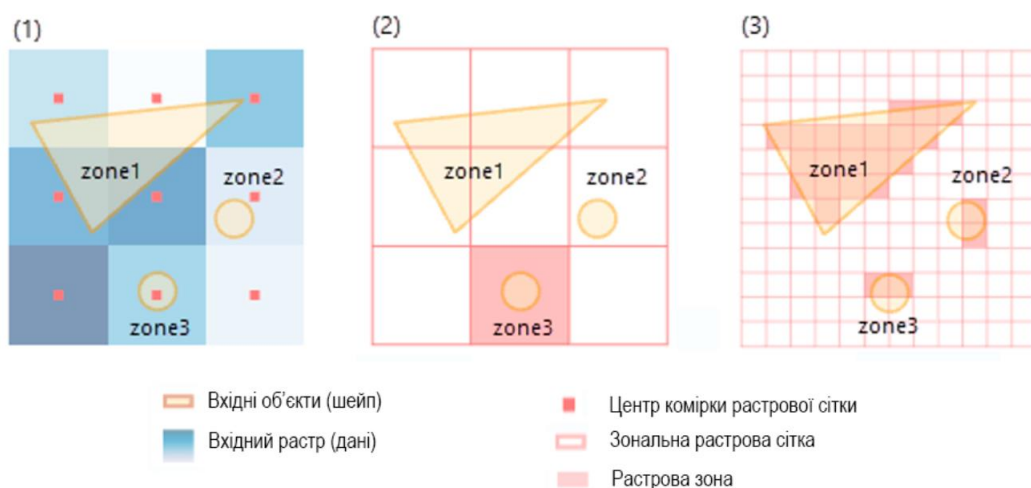 (1)
(2)
(3)
zone1
zone2
zone3
zone1
zone2
zone3
zone1
zone2
zone3
Вхідні об’єкти (шейп)
Вхідний растр (дані)
Центр комірки растрової сітки
Зональна растрова сітка
Растрова зона